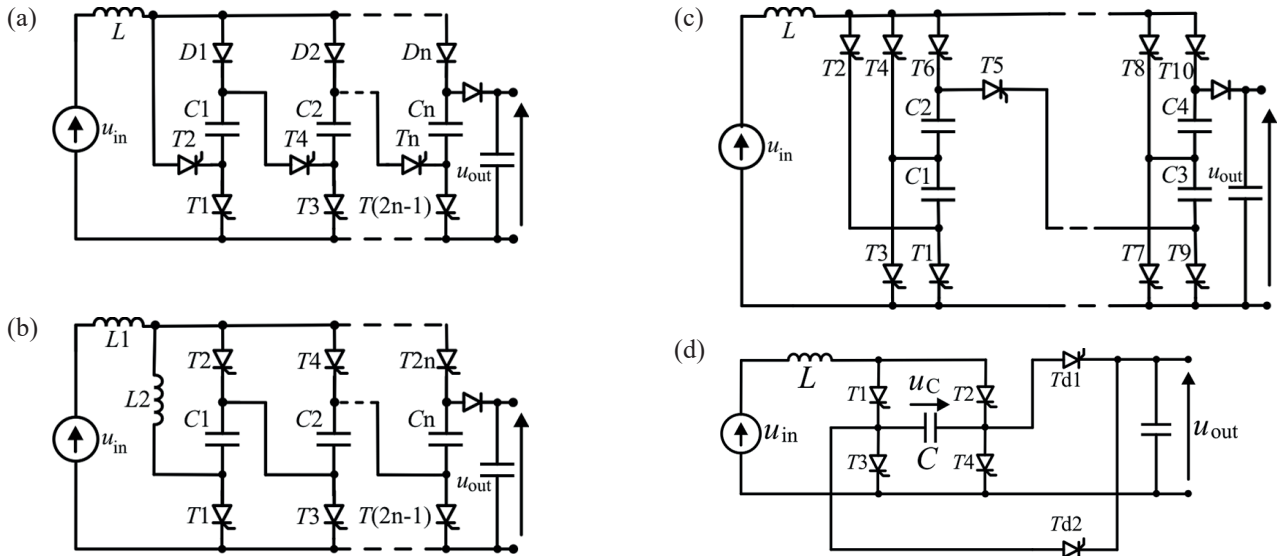 (a)
L
D1
D2
Dn
C1
C2
Cn
T2
T4
Tn
u_in
u_out
T1
T3
T(2n-1)
(b)
L1
T2
T4
T2n
L2
C1
C2
Cn
u_in
u_out
T1
T3
T(2n-1)
(c)
L
T2
T4
T6
T5
T8
T10
C2
C4
u_in
C1
C3
u_out
T3
T1
T7
T9
(d)
L
T1
u_C
T2
Td1
u_in
C
u_out
T3
T4
Td2